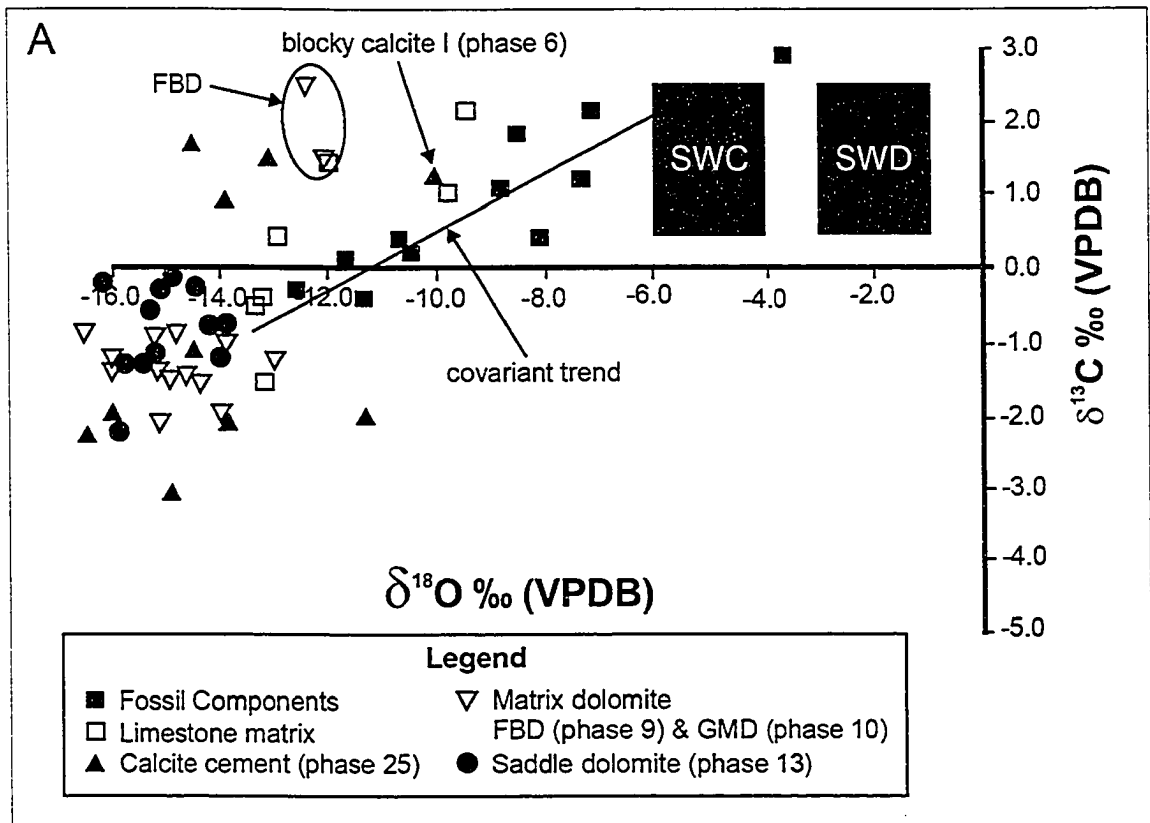 A
blocky calcite I (phase 6)
FBD
SWC
SWD
3.0
2.0
1.0
0.0
-1.0
-2.0
-3.0
-4.0
-5.0
-16.0
-14.0
-12.0
-10.0
-8.0
-6.0
-4.0
-2.0
covariant trend
δ¹³C ‰ (VPDB)
δ¹⁸O ‰ (VPDB)
Legend
Fossil Components
Limestone matrix
Calcite cement (phase 25)
Matrix dolomite
FBD (phase 9) & GMD (phase 10)
Saddle dolomite (phase 13)